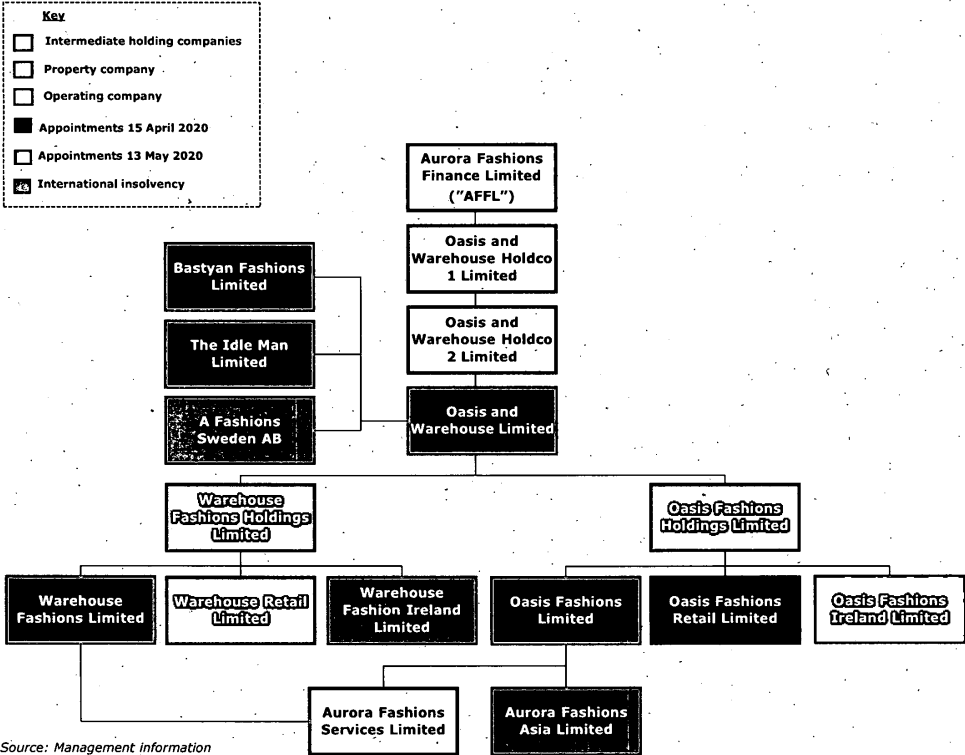 Key
Intermediate holding companies
Property company
Operating company
Appointments 15 April 2020
Appointments 13 May 2020
International insolvency
Aurora Fashions
Finance Limited
("AFFL")
Oasis and
Warehouse Holdco
1 Limited
Bastyan Fashions
Limited
Oasis and
Warehouse Holdco
2 Limited
The Idle Man
Limited
Oasis and
Warehouse Limited
A Fashions
Sweden AB
Warehouse
Fashions Holdings
Limited
Oasis Fashions
Holdings Limited
Warehouse
Fashions Limited
Warehouse Retail
Limited
Warehouse
Fashion Ireland
Limited
Oasis Fashions
Limited
Oasis Fashions
Retail Limited
Oasis Fashions
Ireland Limited
Aurora Fashions
Services Limited
Aurora Fashions
Asia Limited
Source: Management information